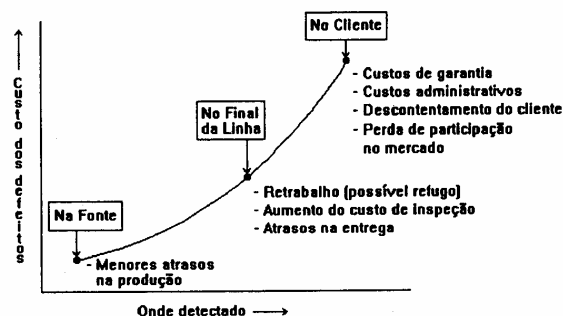 No Cliente
- Custos de garantia
- Custos administrativos
- Descontentamento do cliente
- Perda de participação
no mercado
No Final
da Linha
- Retrabalho (possível refugo)
- Aumento do custo de inspeção
- Atrasos na entrega
Na Fonte
- Menores atrasos
na produção
Custo dos defeitos
Onde detectado